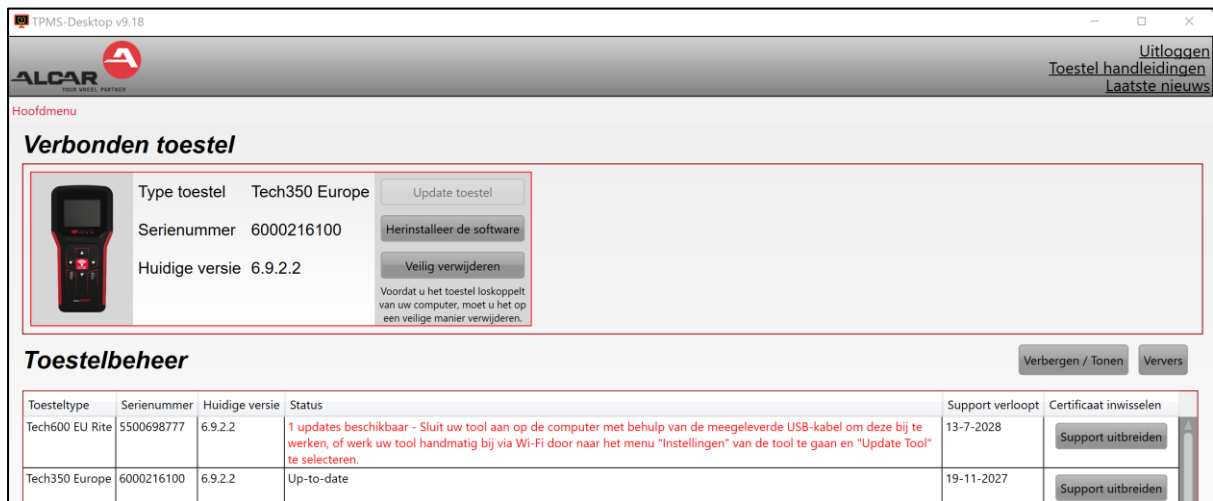 TPMS-Desktop v9.18
ALCAR
YOUR WHEEL PARTNER
Uitloggen
Toestel handleidingen
Laatste nieuws
Hoofdmenu
Verbonden toestel
Type toestel Tech350 Europe
Update toestel
Serienummer 6000216100
Herinstalleer de software
Huidige versie 6.9.2.2
Veilig verwijderen
Voordat u het toestel loskoppelt
van uw computer, moet u het op
een veilige manier verwijderen.
Toestelbeheer
Verbergen / Tonen
Ververs
Toesteltype Serienummer Huidige versie Status Support verloopt Certificaat inwisselen
Tech600 EU Rite 5500698777 6.9.2.2 1 updates beschikbaar - Sluit uw tool aan op de computer met behulp van de meegeleverde USB-kabel om deze bij te 13-7-2028 Support uitbreiden
werken, of werk uw tool handmatig bij via Wi-Fi door naar het menu "Instellingen" van de tool te gaan en "Update Tool"
te selecteren.
Tech350 Europe 6000216100 6.9.2.2 Up-to-date 19-11-2027 Support uitbreiden